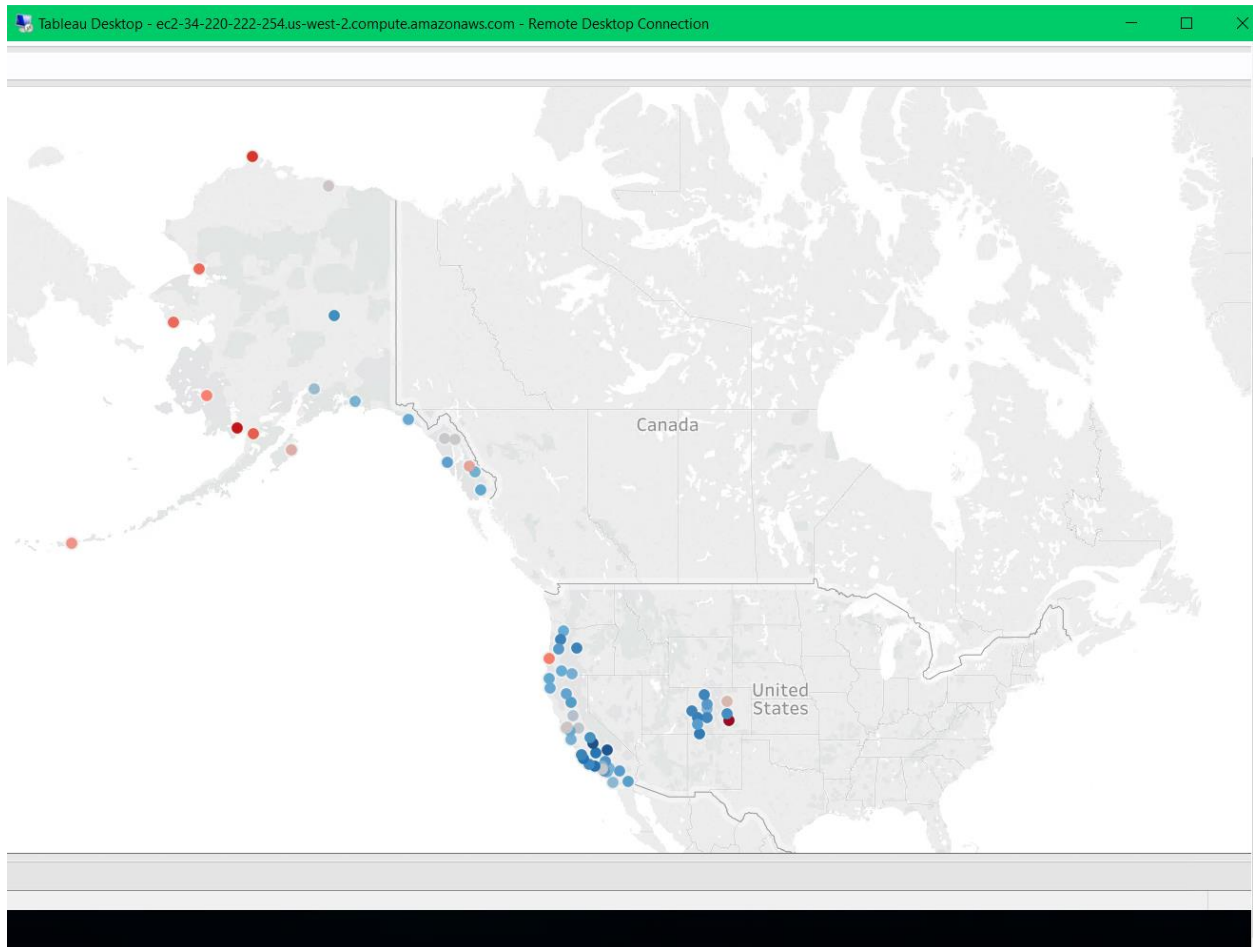 Tableau Desktop - ec2-34-220-222-254.us-west-2.compute.amazonaws.com - Remote Desktop Connection
Canada
United
States